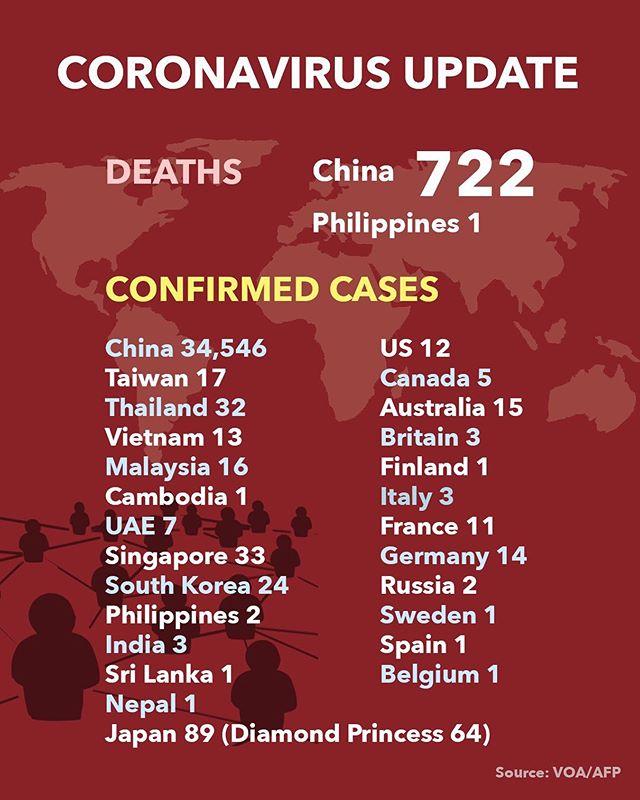 CORONAVIRUS UPDATE
DEATHS
China 722
Philippines 1
CONFIRMED CASES
China 34,546
Taiwan 17
Thailand 32
Vietnam 13
Malaysia 16
Cambodia 1
UAE 7
Singapore 33
South Korea 24
Philippines 2
India 3
Sri Lanka 1
Nepal 1
Japan 89 (Diamond Princess 64)
US 12
Canada 5
Australia 15
Britain 3
Finland 1
Italy 3
France 11
Germany 14
Russia 2
Sweden 1
Spain 1
Belgium 1
Source: VOA/AFP